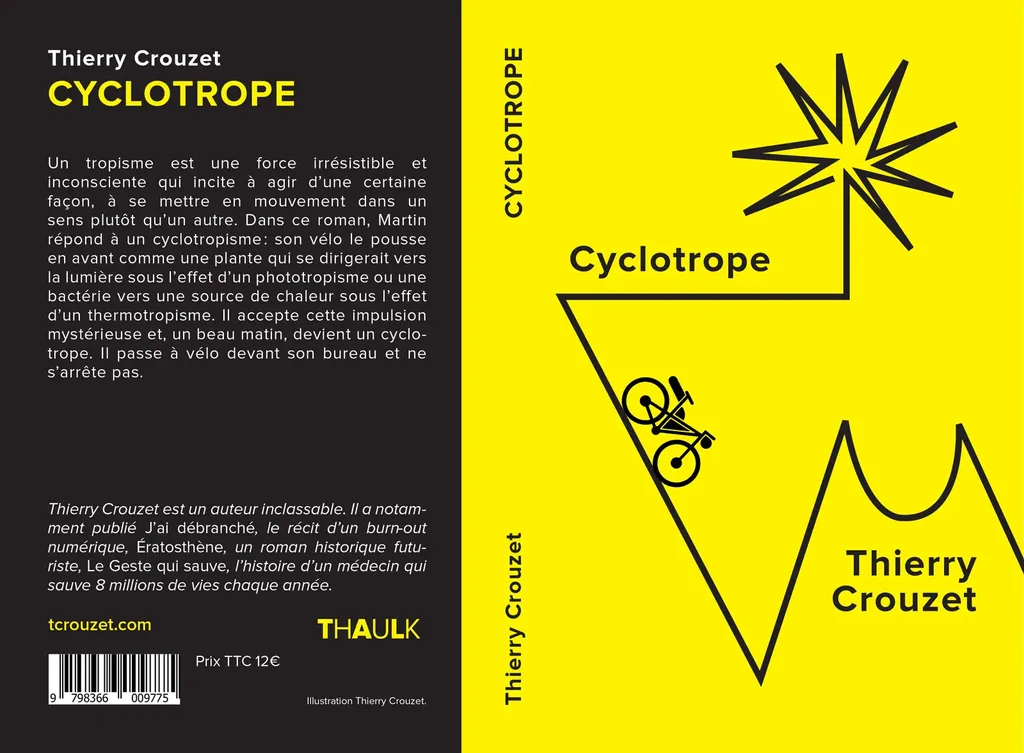 Thierry Crouzet
CYCLOTROPE
Un tropisme est une force irrésistible et
inconsciente qui incite à agir d’une certaine
façon, à se mettre en mouvement dans un
sens plutôt qu’un autre. Dans ce roman, Martin
répond à un cyclotropisme : son vélo le pousse
en avant comme une plante qui se dirigerait vers
la lumière sous l’effet d’un phototropisme ou une
bactérie vers une source de chaleur sous l’effet
d’un thermotropisme. Il accepte cette impulsion
mystérieuse et, un beau matin, devient un cyclo-
trope. Il passe à vélo devant son bureau et ne
s’arrête pas.
Thierry Crouzet est un auteur inclassable. Il a notam-
ment publié J’ai débranché, le récit d’un burn-out
numérique, Ératosthène, un roman historique futu-
riste, Le Geste qui sauve, l’histoire d’un médecin qui
sauve 8 millions de vies chaque année.
tcrouzet.com
THAULK
Prix TTC 12€
9 798366 009775
Illustration Thierry Crouzet.
CYCLOTROPE
Thierry Crouzet
Cyclotrope
Thierry
Crouzet